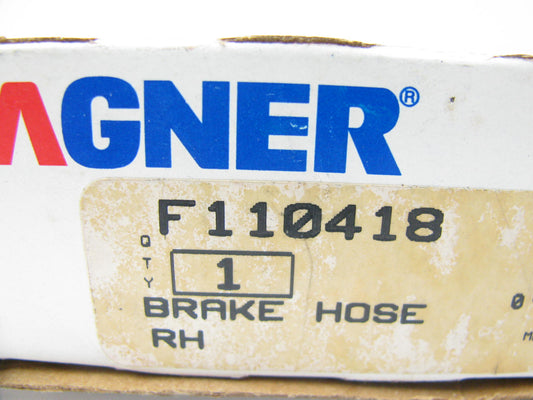 AGNER®
F110418
QTY 1
BRAKE HOSE
RH